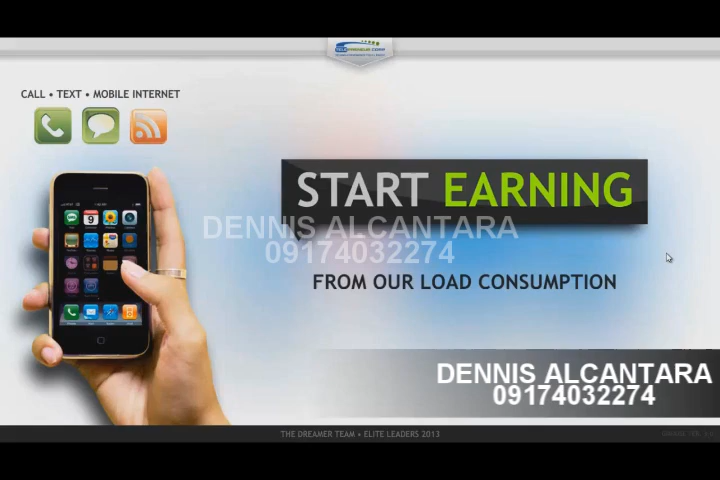 CALL • TEXT • MOBILE INTERNET
START EARNING
DENNIS ALCANTARA
09174032274
FROM OUR LOAD CONSUMPTION
DENNIS ALCANTARA
09174032274
THE DREAMER TEAM • ELITE LEADERS 2013